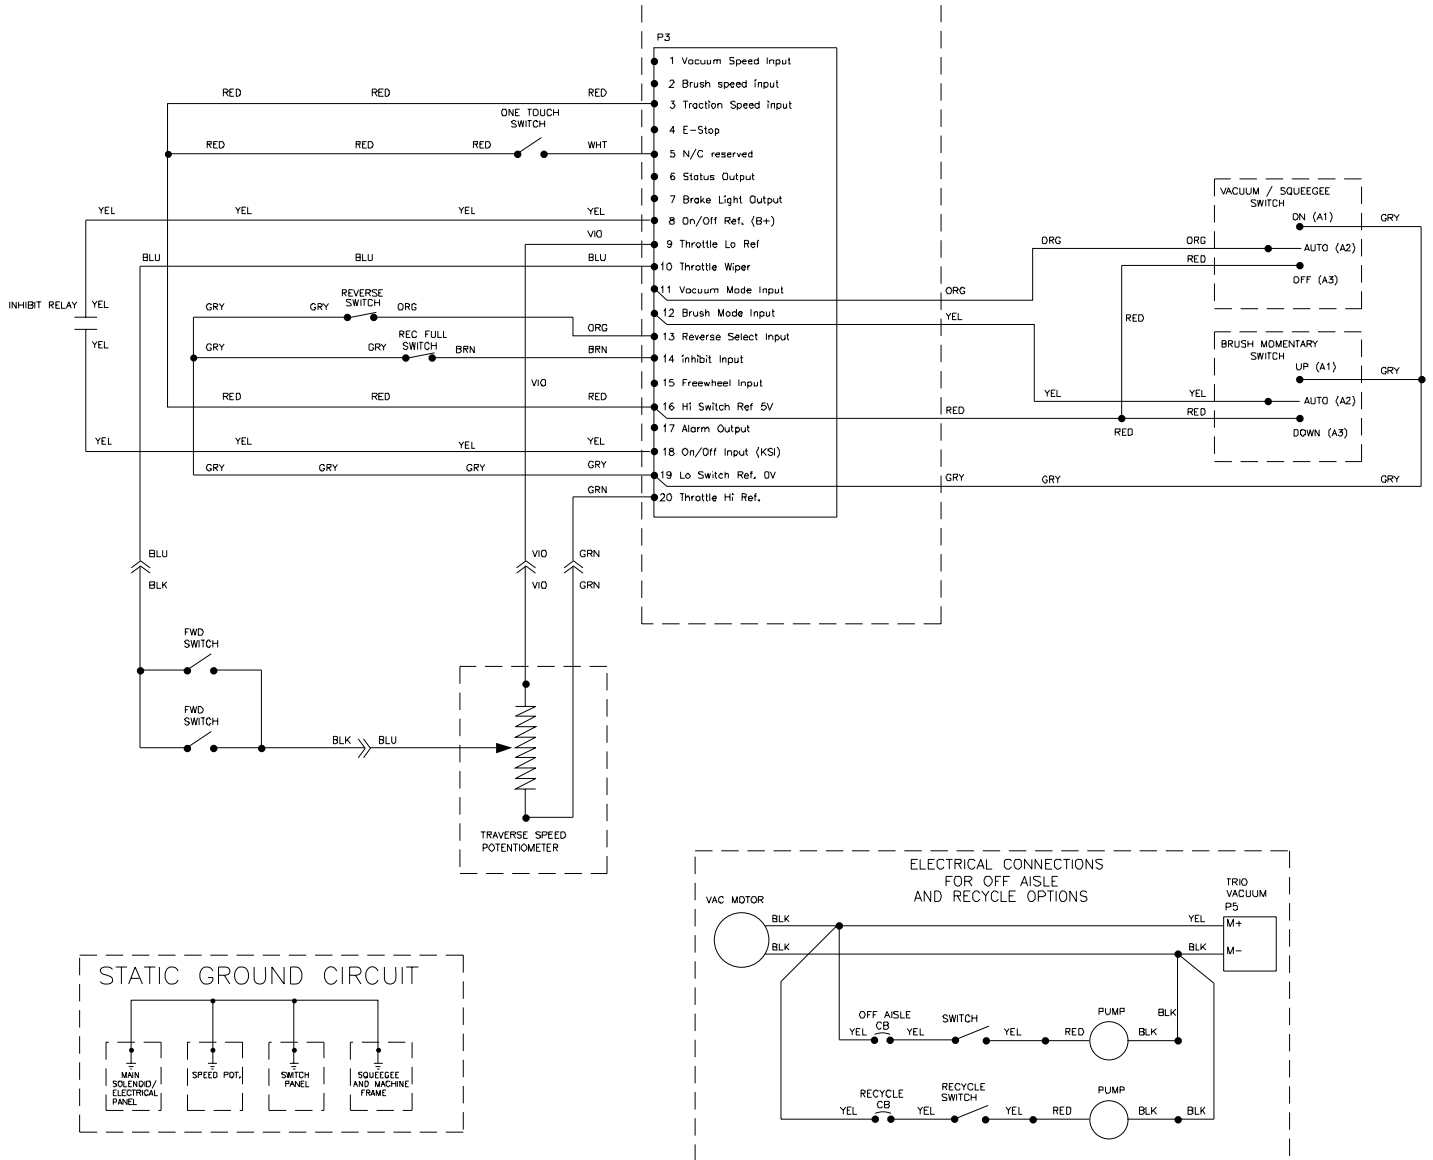 P3
1 Vacuum Speed Input
2 Brush speed input
RED RED RED
3 Traction Speed input
ONE TOUCH
SWITCH
4 E-Stop
RED RED RED WHT
5 N/C reserved
6 Status Output
7 Brake Light Output
YEL YEL YEL YEL
8 On/Off Ref. (B+)
VIO
9 Throttle Lo Ref
BLU BLU BLU
10 Throttle Wiper
11 Vacuum Mode Input
ORG
12 Brush Mode Input
YEL
13 Reverse Select Input
14 inhibit Input
15 Freewheel Input
16 Hi Switch Ref 5V
RED
17 Alarm Output
18 On/Off Input (KSI)
19 Lo Switch Ref. 0V
20 Throttle Hi Ref.
INHIBIT RELAY
YEL
YEL
REVERSE
SWITCH
GRY GRY ORG
ORG
REC FULL
SWITCH
GRY GRY BRN BRN
VIO
RED RED RED
YEL YEL YEL YEL
GRY GRY GRY GRY
GRN
GRY GRY GRY
VACUUM / SQUEEGEE
SWITCH
ON (A1)
GRY
ORG ORG
AUTO (A2)
RED
OFF (A3)
RED
BRUSH MOMENTARY
SWITCH
UP (A1)
GRY
YEL YEL
AUTO (A2)
RED
RED
DOWN (A3)
BLU
BLK
VIO
VIO
GRN
GRN
FWD
SWITCH
FWD
SWITCH
BLK BLU
TRAVERSE SPEED
POTENTIOMETER
ELECTRICAL CONNECTIONS
FOR OFF AISLE
AND RECYCLE OPTIONS
VAC MOTOR
TRIO
VACUUM
P5
BLK YEL M+
BLK BLK M-
OFF AISLE
CB
SWITCH
PUMP
BLK
YEL YEL YEL RED BLK
RECYCLE
CB
RECYCLE
SWITCH
PUMP
YEL YEL YEL RED BLK BLK
STATIC GROUND CIRCUIT
MAIN
SOLENOID/
ELECTRICAL
PANEL
SPEED POT.
SWITCH
PANEL
SQUEEGEE
AND MACHINE
FRAME